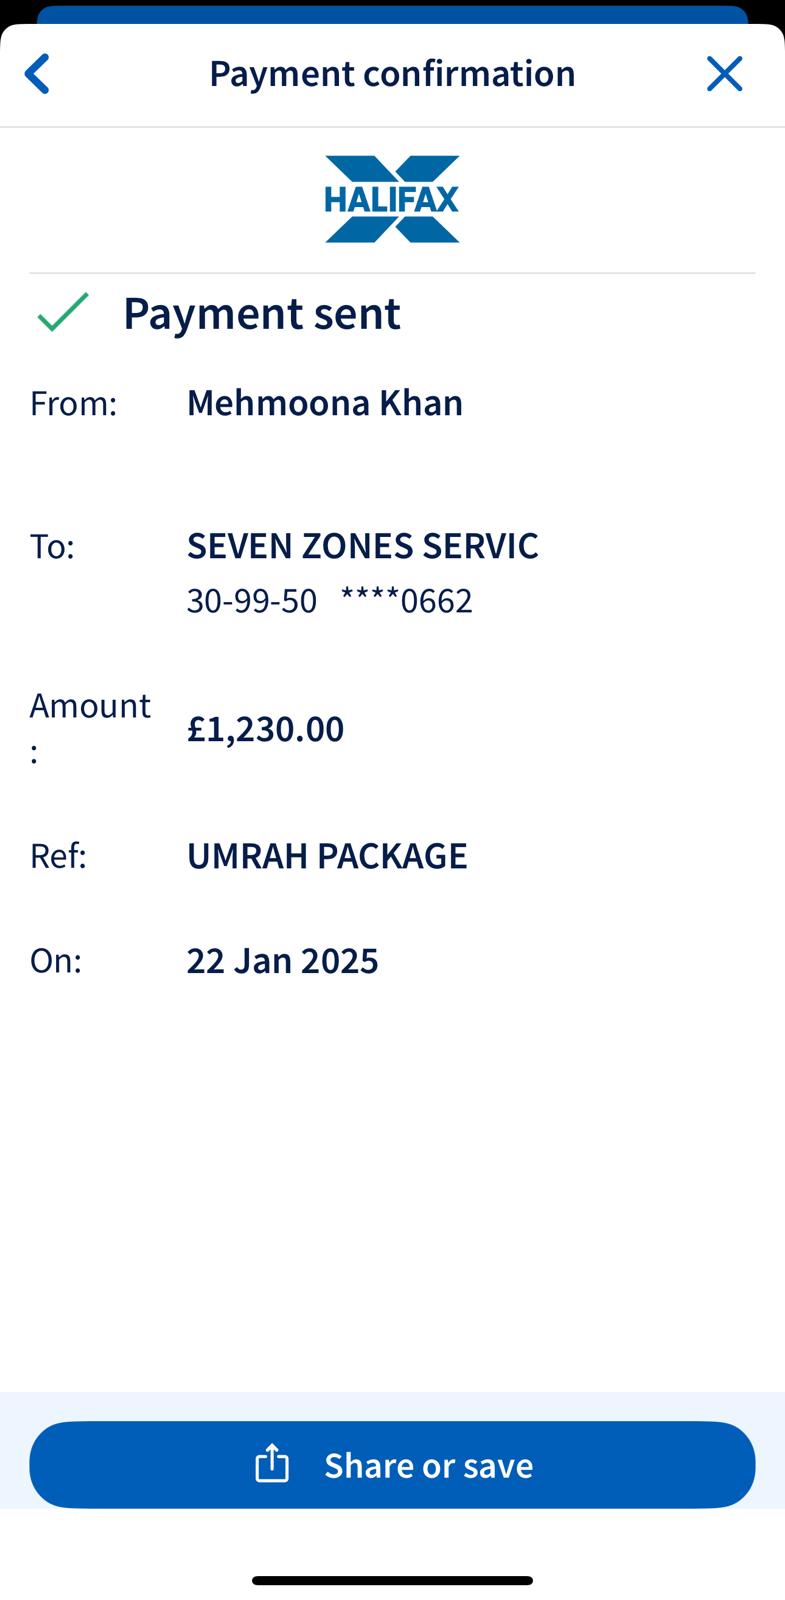 Payment confirmation
HALIFAX
Payment sent
From: Mehmoona Khan
To: SEVEN ZONES SERVIC
30-99-50 ****0662
Amount
: £1,230.00
Ref: UMRAH PACKAGE
On: 22 Jan 2025
Share or save